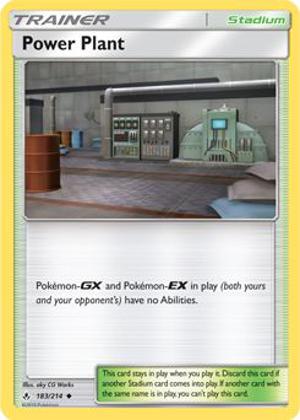 TRAINER
Stadium
Power Plant
Pokémon-GX and Pokémon-EX in play (both yours
and your opponent's) have no Abilities.
This card stays in play when you play it. Discard this card if
another Stadium card comes into play. If another card with
the same name is in play, you can't play this card.
Illus. sky CG Works
183/214